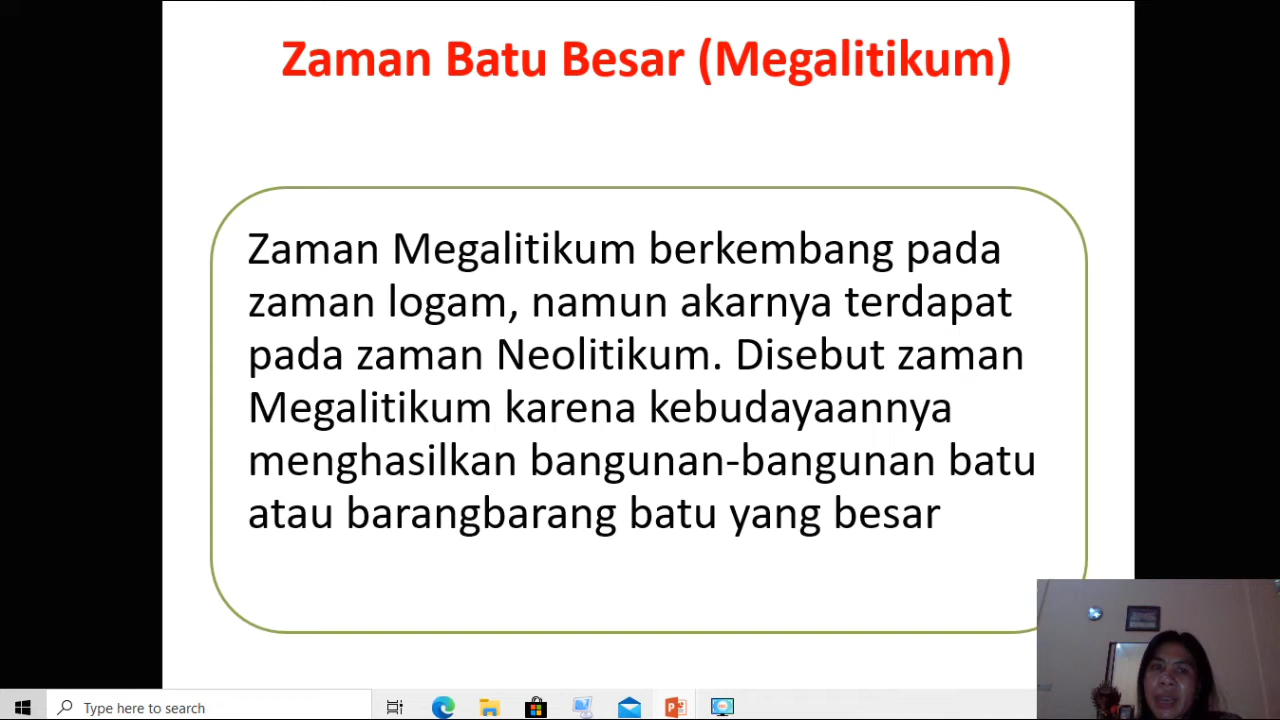 Zaman Batu Besar (Megalitikum)
Zaman Megalitikum berkembang pada
zaman logam, namun akarnya terdapat
pada zaman Neolitikum. Disebut zaman
Megalitikum karena kebudayaannya
menghasilkan bangunan-bangunan batu
atau barangbarang batu yang besar
Type here to search